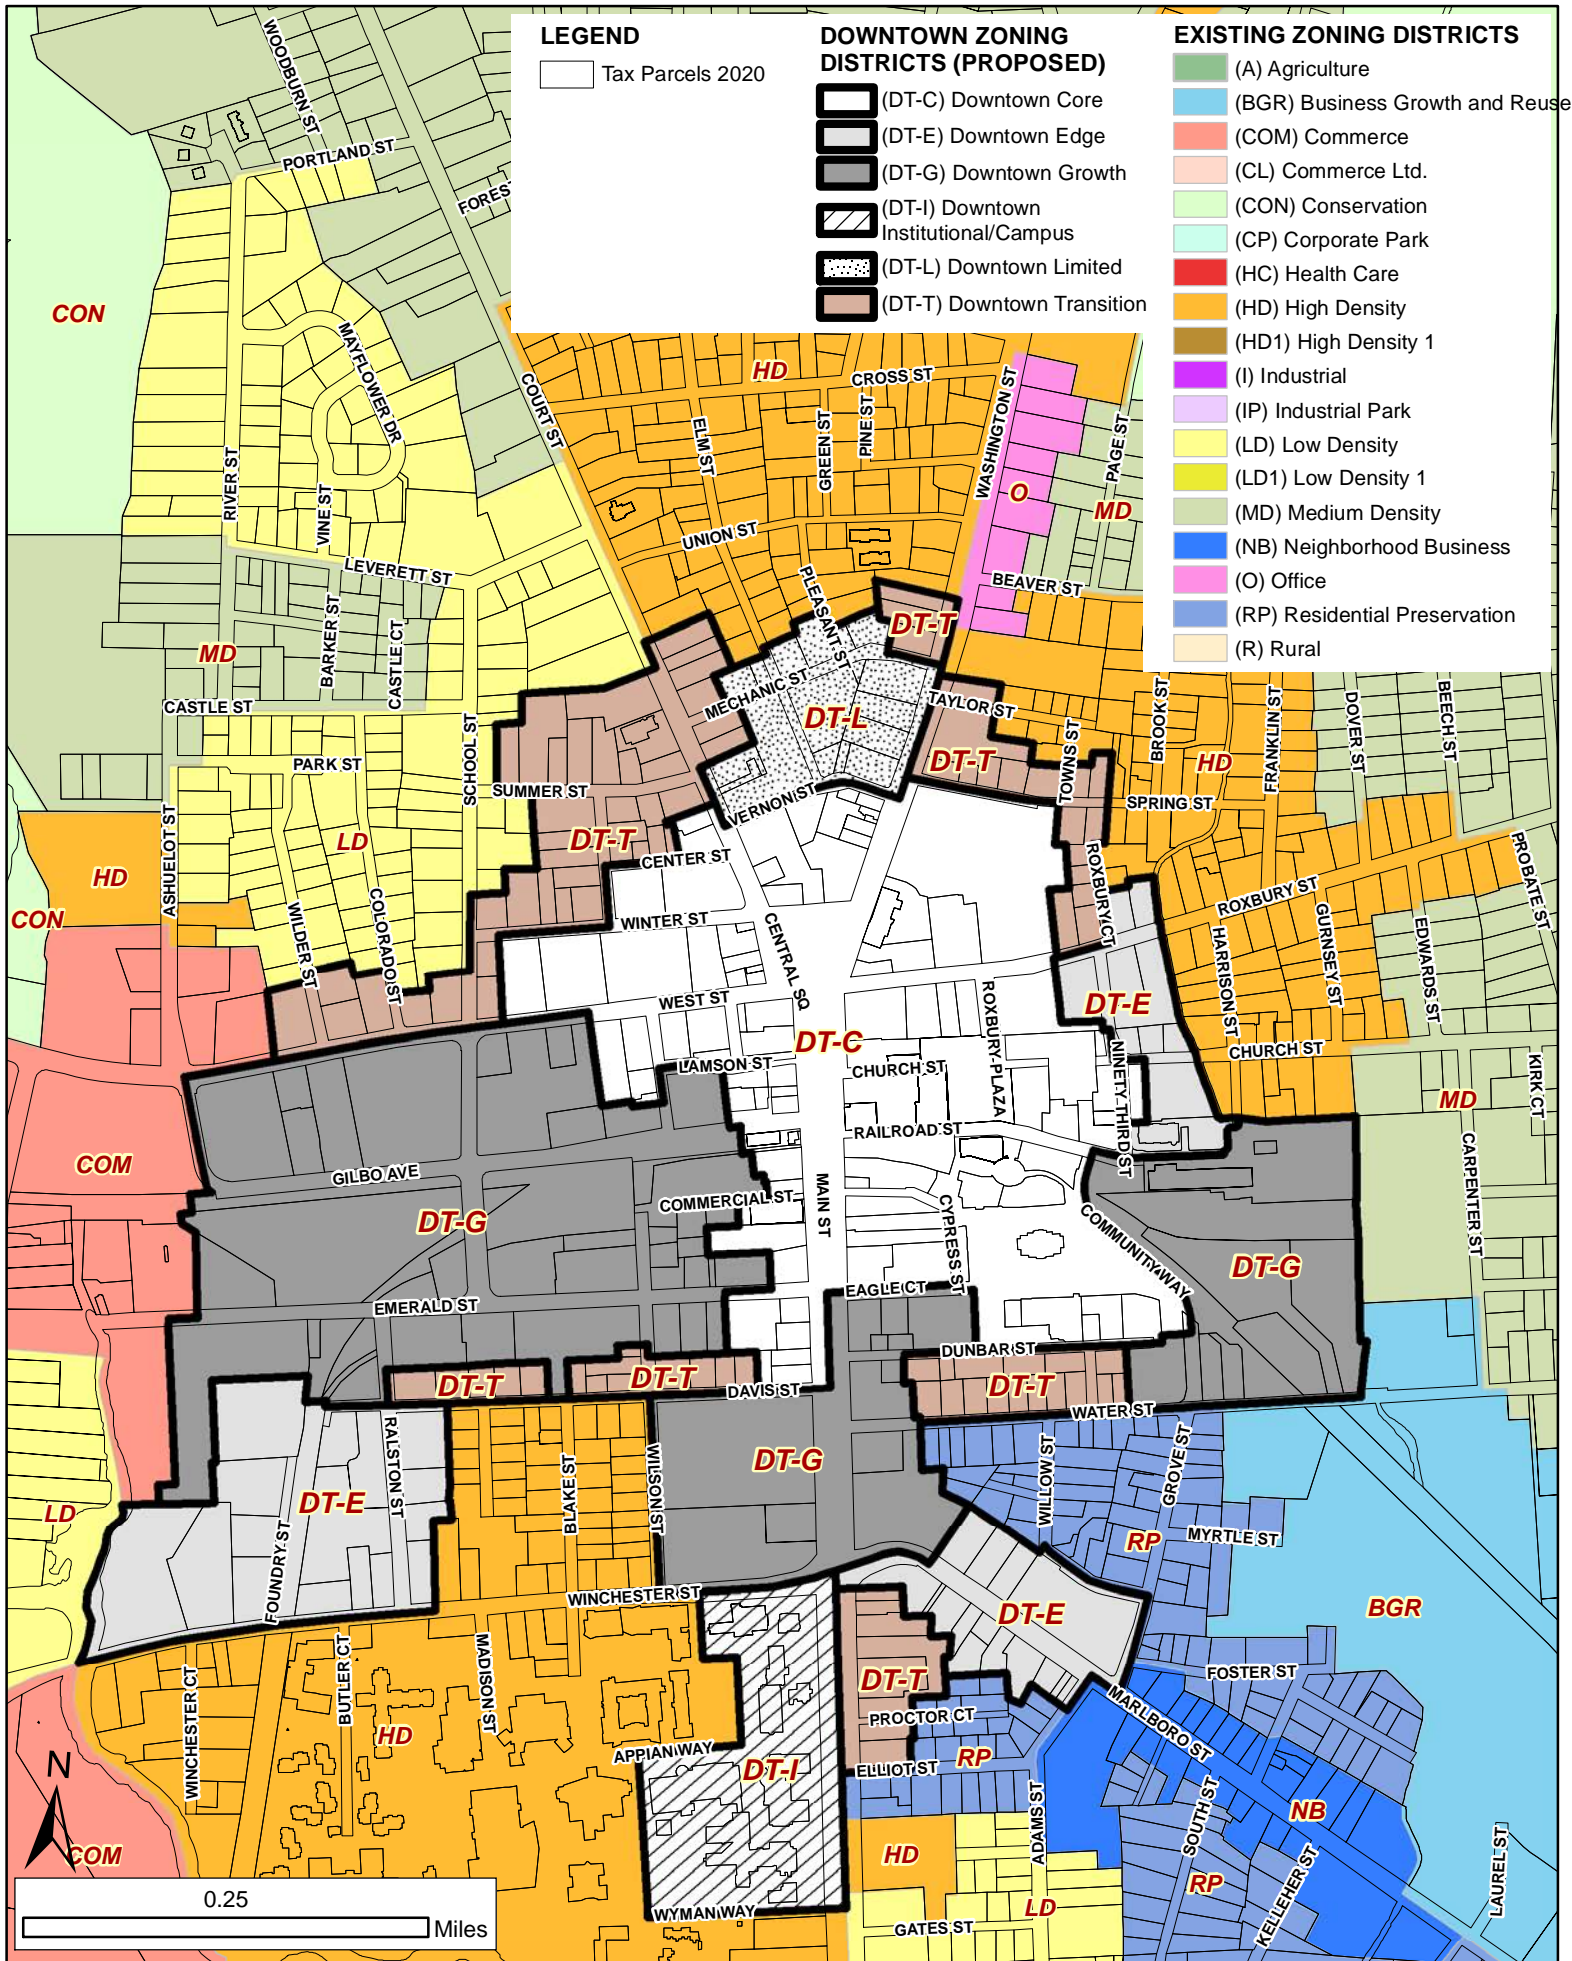 LEGEND
Tax Parcels 2020
DOWNTOWN ZONING
DISTRICTS (PROPOSED)
(DT-C) Downtown Core
(DT-E) Downtown Edge
(DT-G) Downtown Growth
(DT-I) Downtown
Institutional/Campus
(DT-L) Downtown Limited
(DT-T) Downtown Transition
EXISTING ZONING DISTRICTS
(A) Agriculture
(BGR) Business Growth and Reuse
(COM) Commerce
(CL) Commerce Ltd.
(CON) Conservation
(CP) Corporate Park
(HC) Health Care
(HD) High Density
(HD1) High Density 1
(I) Industrial
(IP) Industrial Park
(LD) Low Density
(LD1) Low Density 1
(MD) Medium Density
(NB) Neighborhood Business
(O) Office
(RP) Residential Preservation
(R) Rural
WOODBURN ST
PORTLAND ST
FORES
CON
MAYFLOWER DR
COURT ST
HD
CROSS ST
WASHINGTON ST
ELM ST
GREEN ST
PINE ST
PAGE ST
RIVER ST
VINE ST
O
MD
UNION ST
LEVERETT ST
PLEASANT ST
BEAVER ST
BARKER ST
CASTLE CT
DT-T
MD
MECHANIC ST
CASTLE ST
SCHOOL ST
DT-L
TAYLOR ST
TOWNS ST
BROOK ST
FRANKLIN ST
DOVER ST
BEECH ST
PARK ST
SUMMER ST
DT-T
HD
VERNON ST
SPRING ST
ASHUELOT ST
LD
DT-T
CENTER ST
ROXBURY CT
PROBATE ST
HD
CON
WILDER ST
COLORADO ST
WINTER ST
CENTRAL SQ
ROXBURY ST
HARRISON ST
GURNSEY ST
EDWARDS ST
WEST ST
ROXBURY PLAZA
DT-E
DT-C
LAMSON ST
CHURCH ST
NINETY THIRD ST
CHURCH ST
KIRK CT
MD
RAILROAD ST
CARPENTER ST
COM
GILBO AVE
DT-G
COMMERCIAL ST
MAIN ST
CYPRESS ST
COMMUNITY WAY
DT-G
EMERALD ST
EAGLE CT
DUNBAR ST
DT-T
DT-T
DAVIS ST
DT-T
WATER ST
RALSTON ST
BLAKE ST
WILSON ST
DT-G
WILLOW ST
GROVE ST
LD
DT-E
FOUNDRY ST
RP
MYRTLE ST
WINCHESTER ST
DT-E
BGR
WINCHESTER CT
BUTLER CT
MADISON ST
DT-T
FOSTER ST
HD
PROCTOR CT
MARLBORO ST
N
APPIAN WAY
DT-I
ELLIOT ST
RP
ADAMS ST
SOUTH ST
NB
COM
HD
RP
KELLEHER ST
LAUREL ST
LD
0.25
Miles
WYMAN WAY
GATES ST